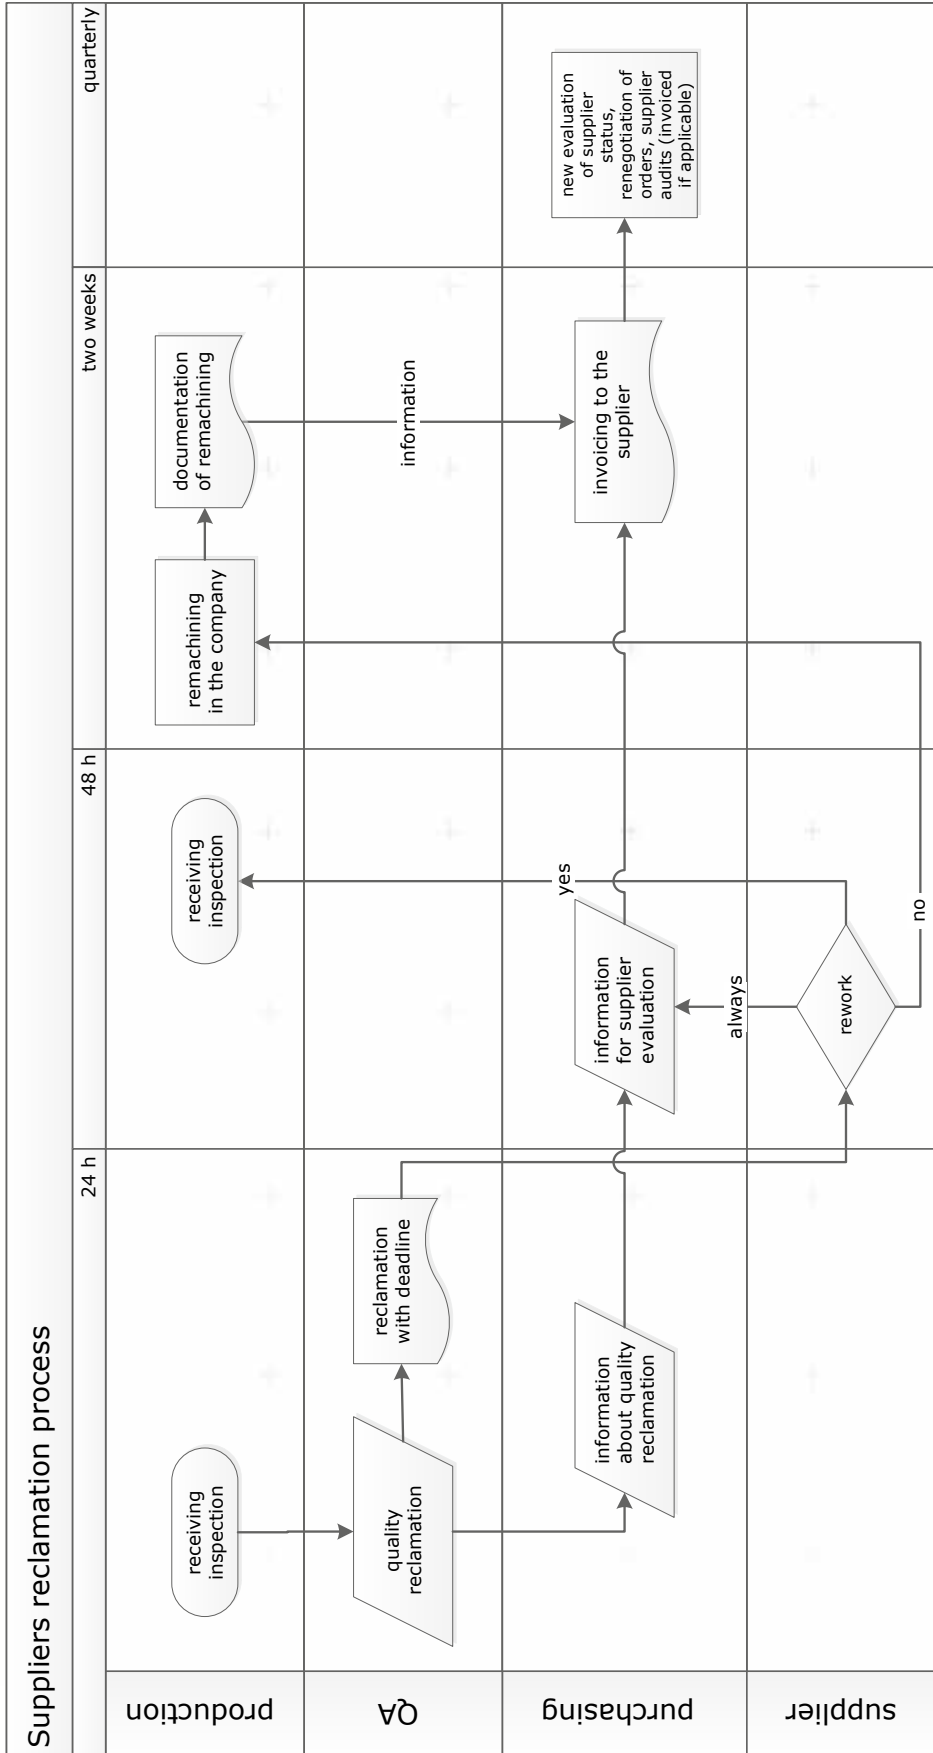 Suppliers reclamation process
24 h
48 h
two weeks
quarterly
production
receiving
inspection
receiving
inspection
remachining
in the company
documentation
of remachining
QA
quality
reclamation
reclamation
with deadline
information
purchasing
information
about quality
reclamation
information
for supplier
evaluation
yes
invoicing to the
supplier
new evaluation
of supplier
status,
renegotiation of
orders, supplier
audits (invoiced
if applicable)
always
supplier
rework
no